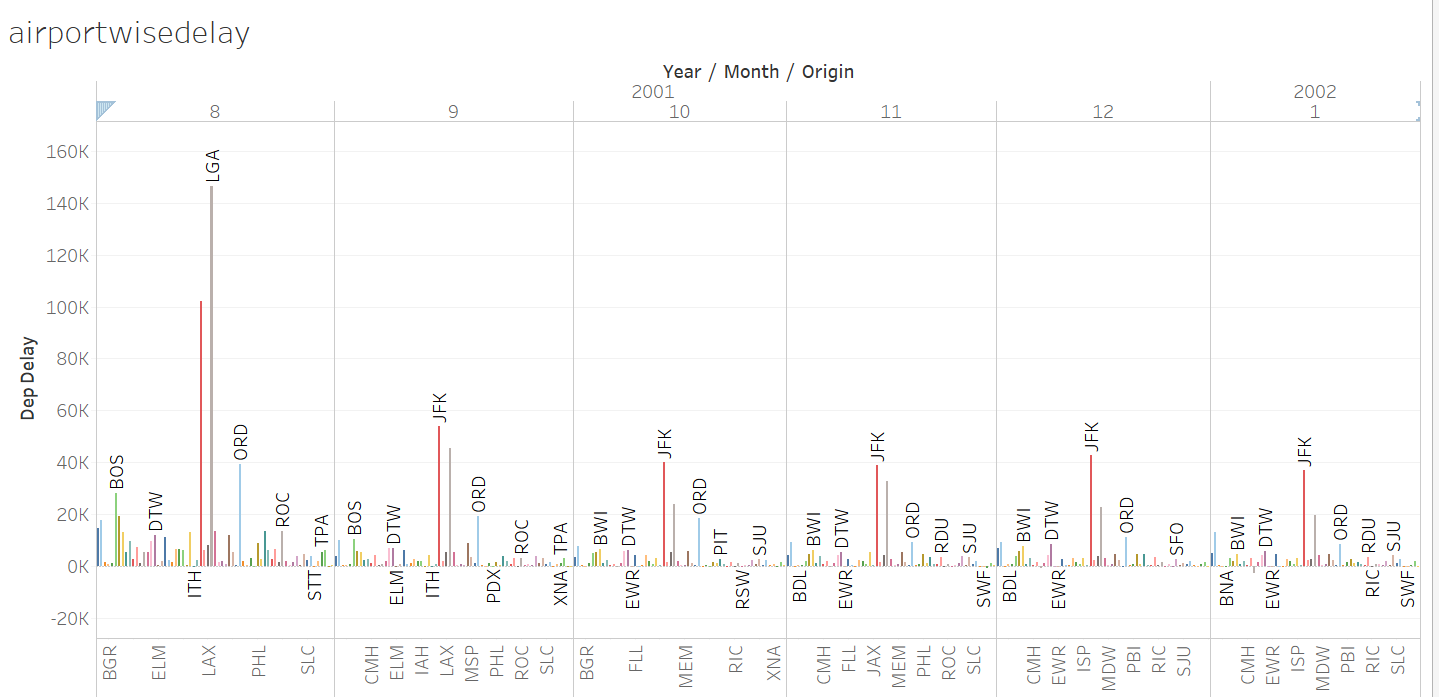 airportwisedelay
Year / Month / Origin
2001 2002
8 9 10 11 12 1
Dep Delay
160K
140K
120K
100K
80K
60K
40K
20K
0K
-20K
BOS DTW ITH LGA ORD ROC STT TPA
BOS DTW ELM ITH JFK ORD PDX ROC XNA TPA
BWI DTW EWR JFK ORD PIT RSW SJU
BDL BWI DTW EWR JFK ORD RDU SJU SWF
BDL BWI DTW EWR JFK ORD SFO
BNA BWI DTW EWR JFK ORD RDU RIC SJU SWF
BGR ELM LAX PHL SLC
CMH ELM IAH LAX MSP PHL ROC SLC
BGR FLL MEM RIC XNA
CMH FLL JAX MEM PHL ROC SLC
CMH EWR ISP MDW PBI RIC SJU
CMH EWR ISP MDW PBI RIC SLC